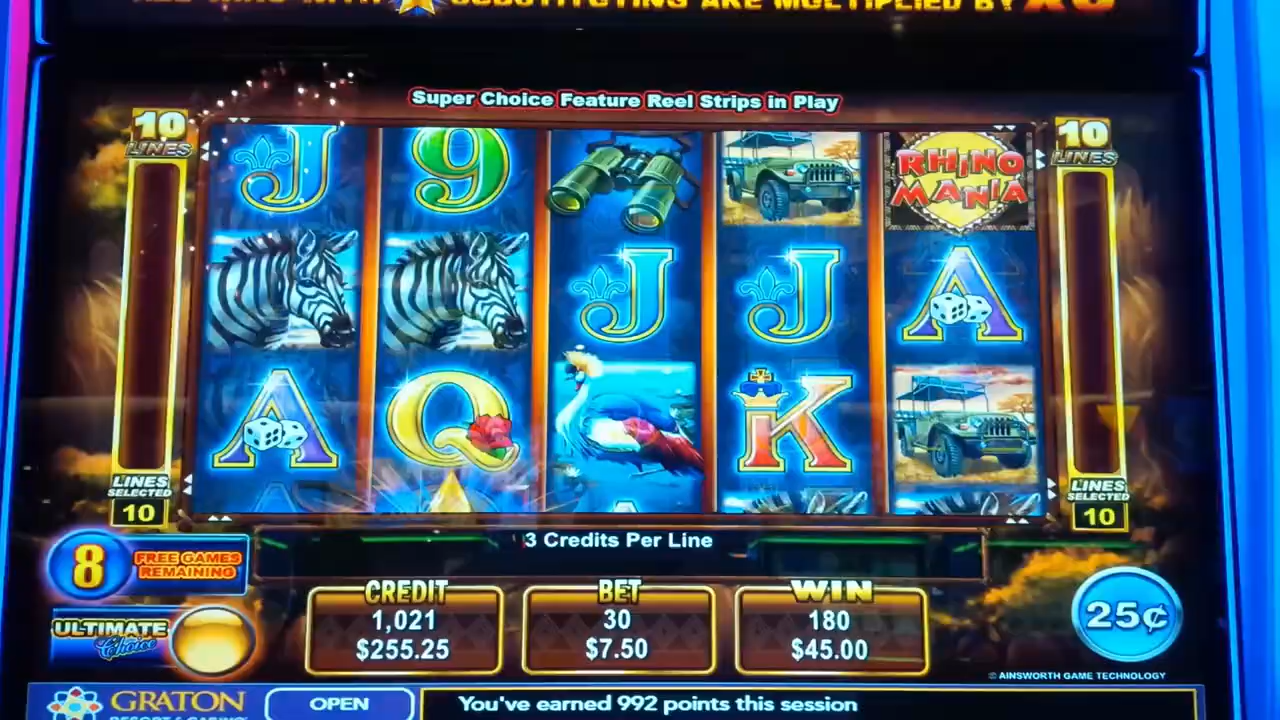 SUBSTITUTING ARE MULTIPLIED BY
Super Choice Feature Reel Strips in Play
10
LINES
10
LINES
J
9
RHINO
MANIA
J
J
A
A
Q
K
LINES
SELECTED
10
LINES
SELECTED
10
3 Credits Per Line
8
FREE GAMES
REMAINING
CREDIT
1,021
$255.25
BET
30
$7.50
WIN
180
$45.00
25¢
ULTIMATE
Choice
© AINSWORTH GAME TECHNOLOGY
GRATON
RESORT & CASINO
OPEN
You've earned 992 points this session